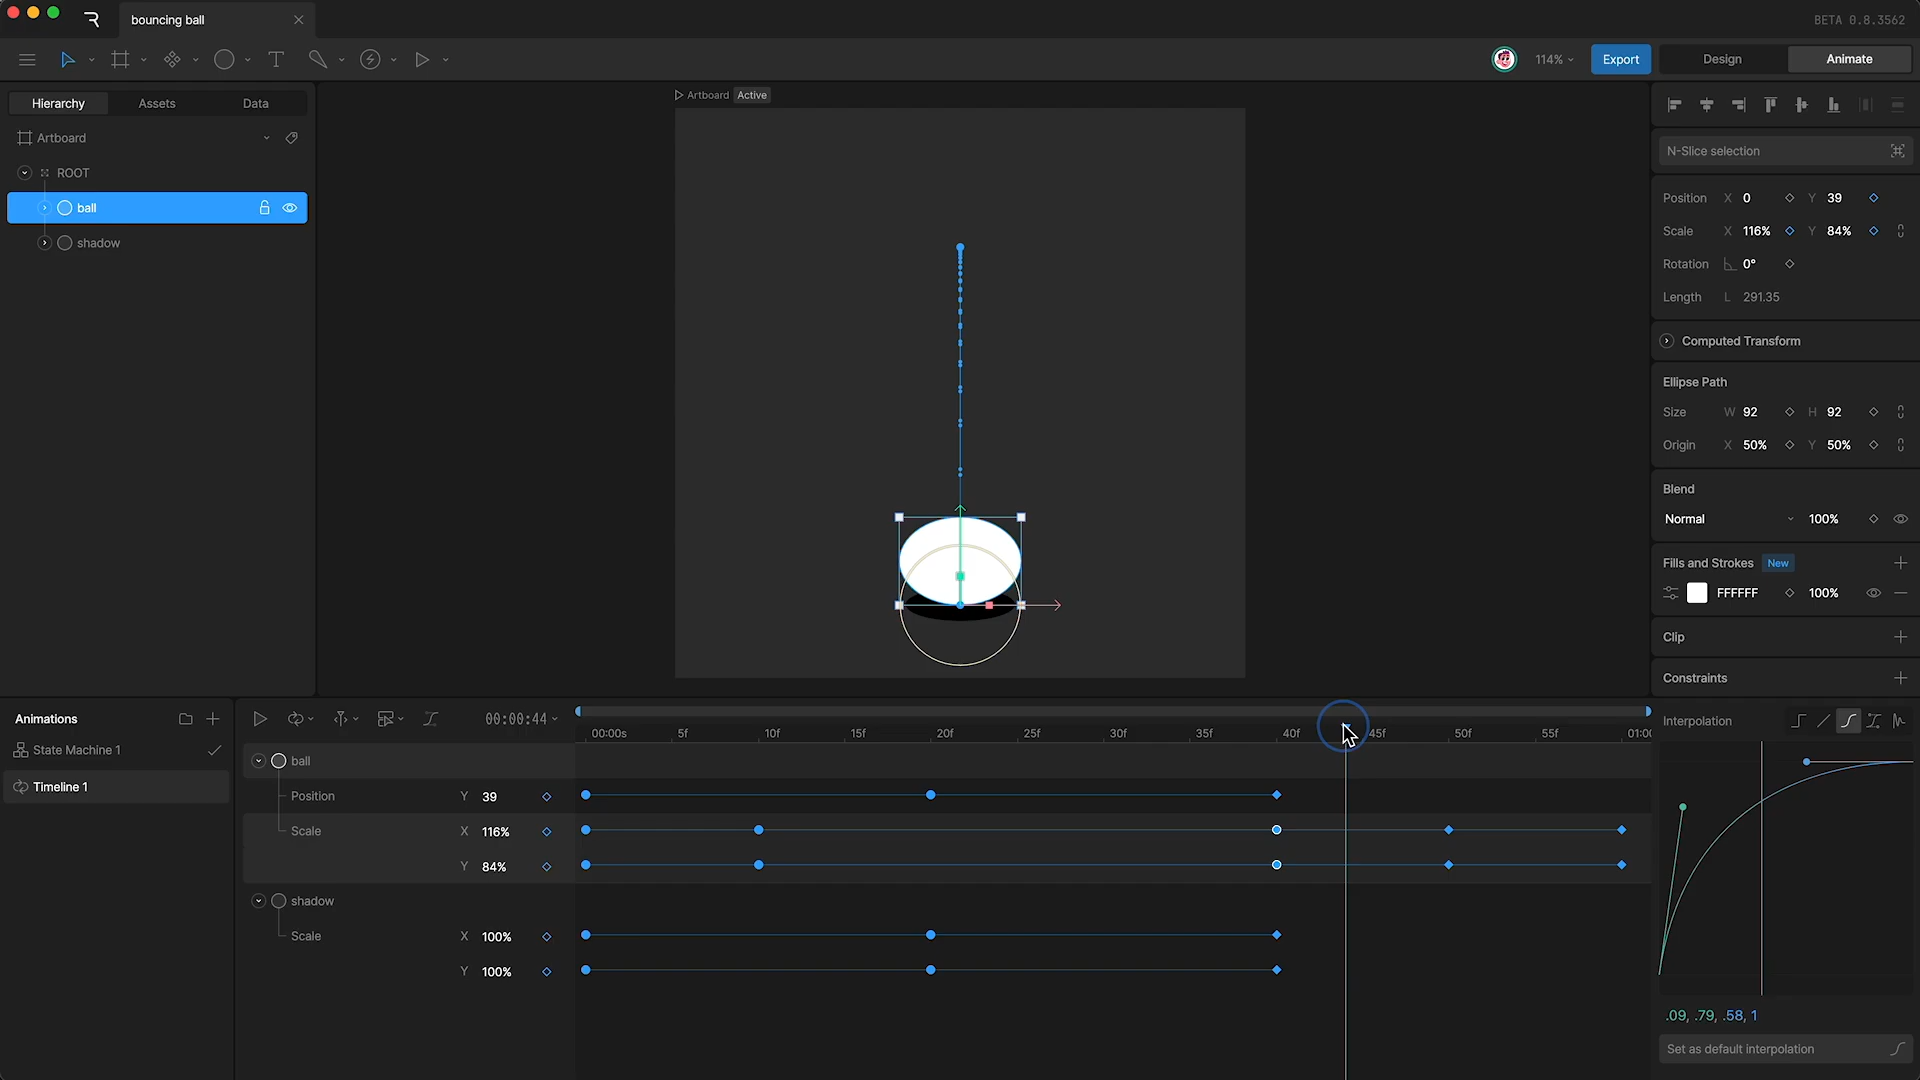 bouncing ball
BETA 0.8.3562
114%
Export
Design
Animate
Hierarchy
Assets
Data
Artboard
ROOT
ball
shadow
Artboard
Active
N-Slice selection
Position X 0 Y 39
Scale X 116% Y 84%
Rotation 0°
Length L 291.35
Computed Transform
Ellipse Path
Size W 92 H 92
Origin X 50% Y 50%
Blend
Normal 100%
Fills and Strokes New
FFFFFF 100%
Clip
Constraints
Animations
State Machine 1
Timeline 1
00:00:44
00:00s 5f 10f 15f 20f 25f 30f 35f 40f 45f 50f 55f
ball
Position Y 39
Scale X 116%
Y 84%
shadow
Scale X 100%
Y 100%
Interpolation
.09, .79, .58, 1
Set as default interpolation